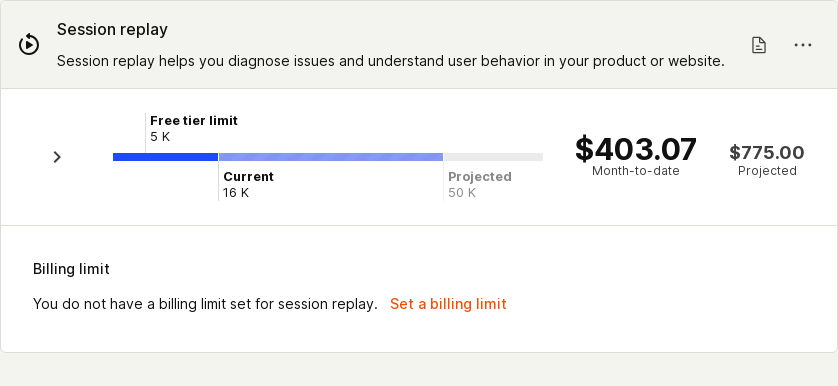 Session replay
Session replay helps you diagnose issues and understand user behavior in your product or website.
Free tier limit
5 K
Current
16 K
Projected
50 K
$403.07
Month-to-date
$775.00
Projected
Billing limit
You do not have a billing limit set for session replay. Set a billing limit